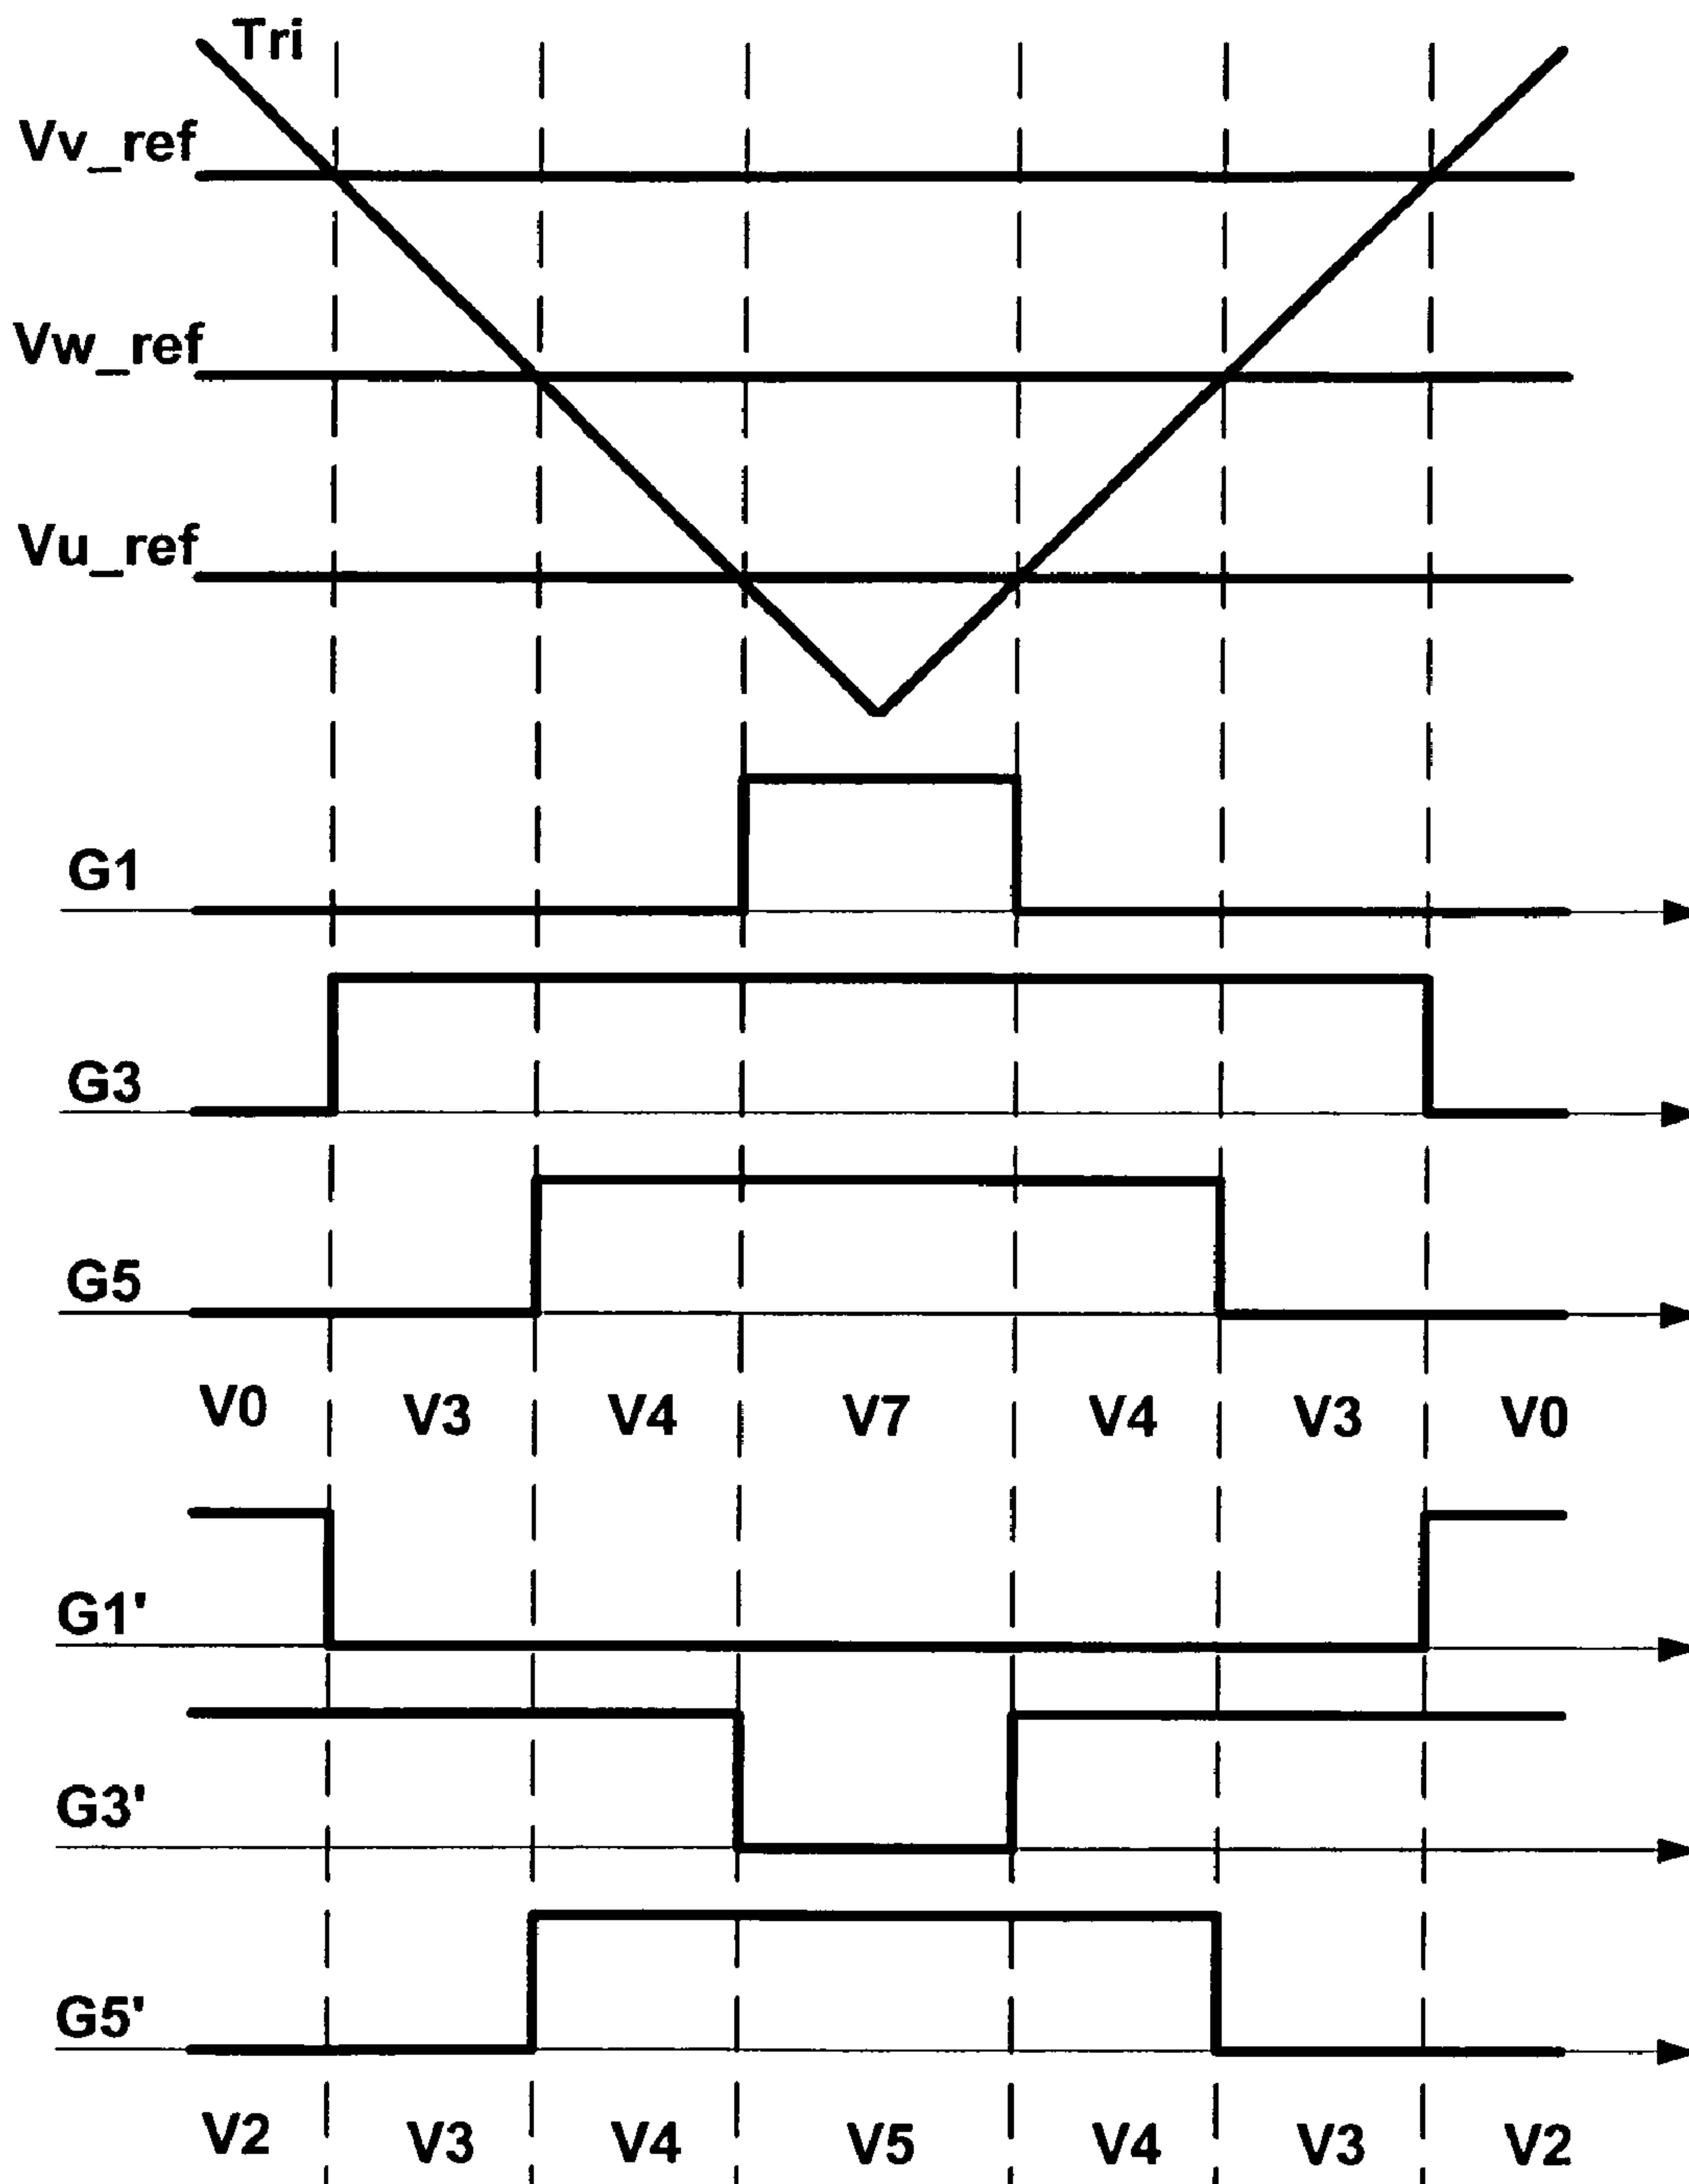 Tri
Vv_ref
Vw_ref
Vu_ref
G1
G3
G5
V0 V3 V4 V7 V4 V3 V0
G1'
G3'
G5'
V2 V3 V4 V5 V4 V3 V2